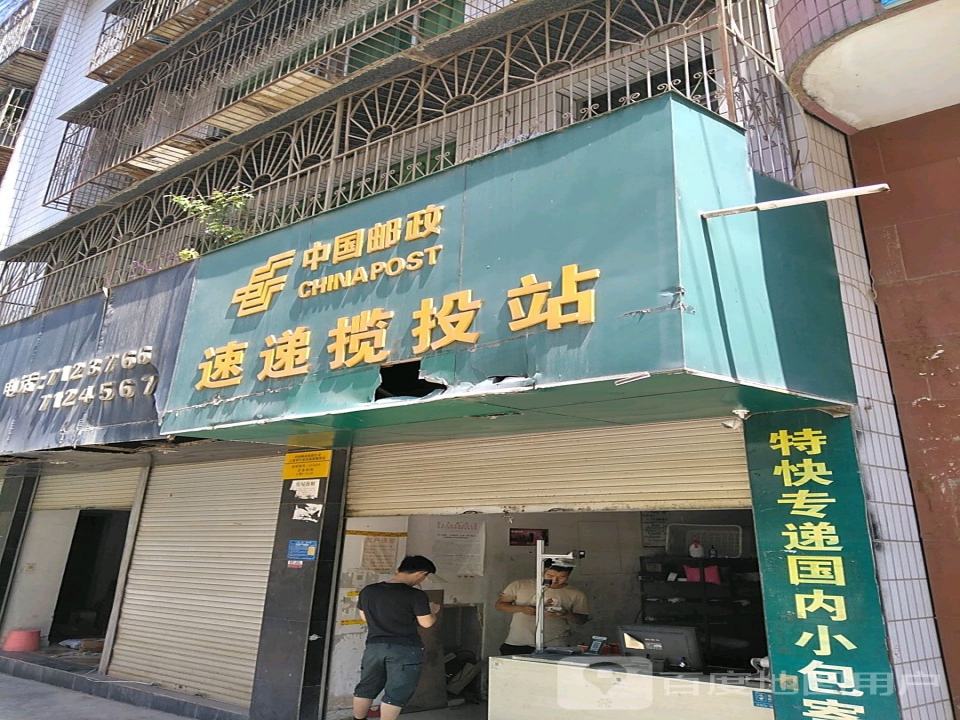 中国邮政
CHINA POST
速递揽投站
电话:7123766
7124567
特快专递国内小包寄
百度地图用户